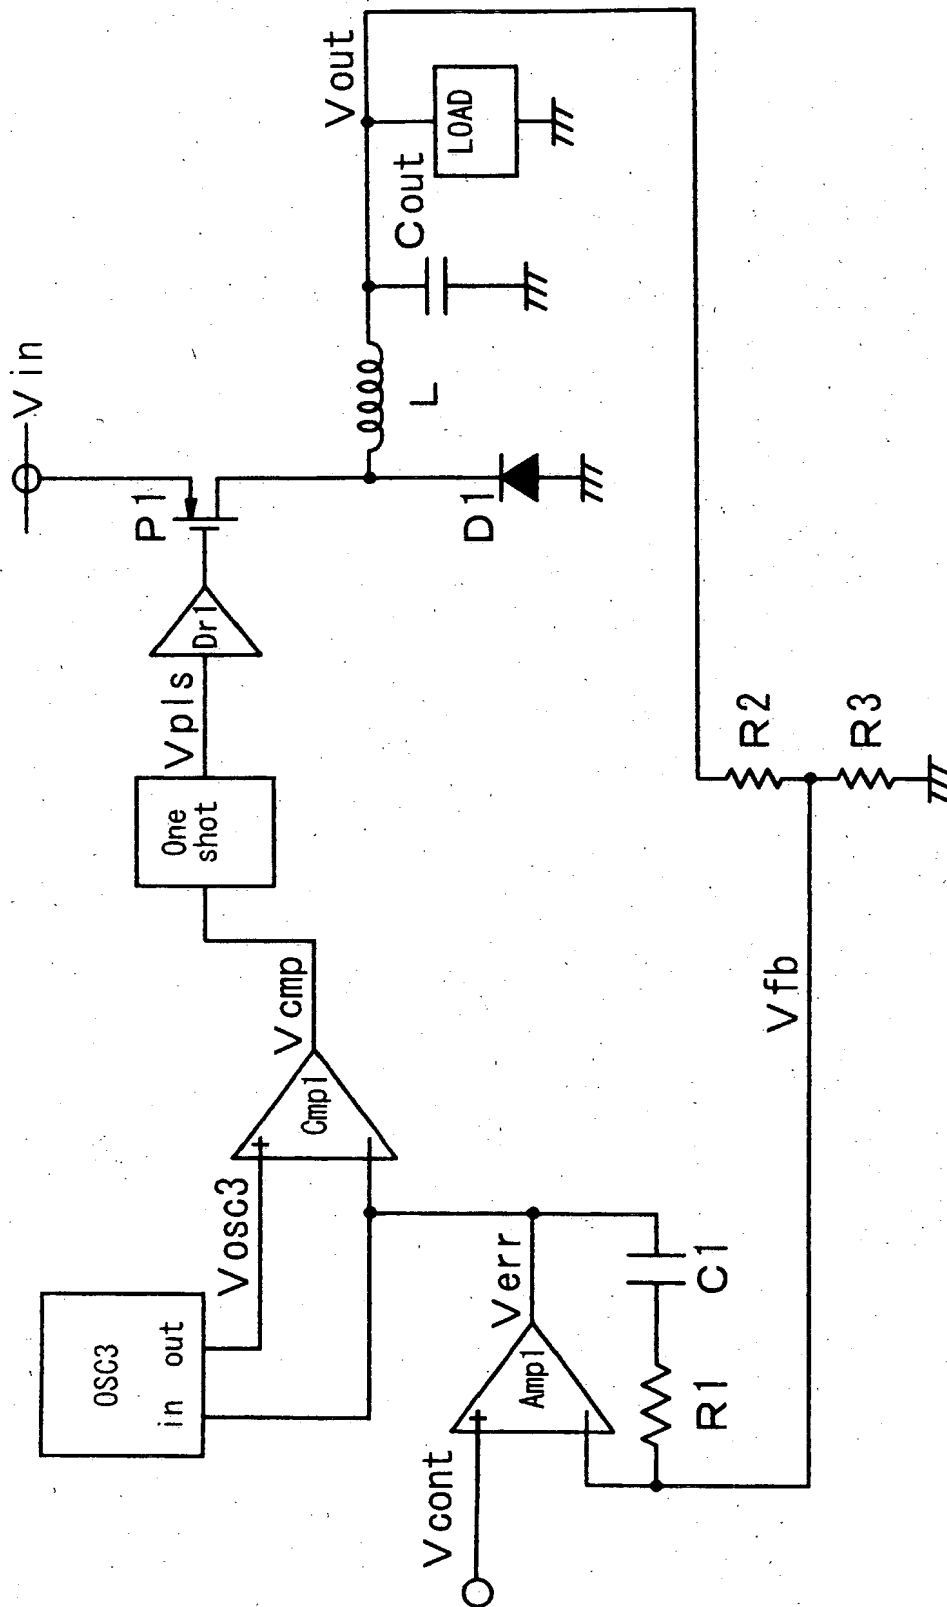 Vin
P1
OSC3
in
out
Vosc3
Cmp1
+
−
Vcmp
One
shot
Vpls
Dr1
L
D1
Cout
Vout
LOAD
Vcont
Amp1
+
−
Verr
R1
C1
Vfb
R2
R3